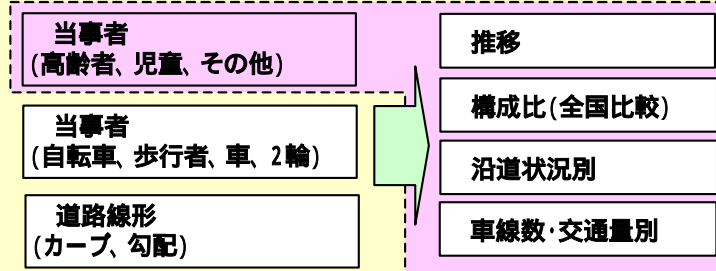 当事者
(高齢者、児童、その他)
当事者
(自転車、歩行者、車、2輪)
道路線形
(カーブ、勾配)
推移
構成比(全国比較)
沿道状況別
車線数･交通量別